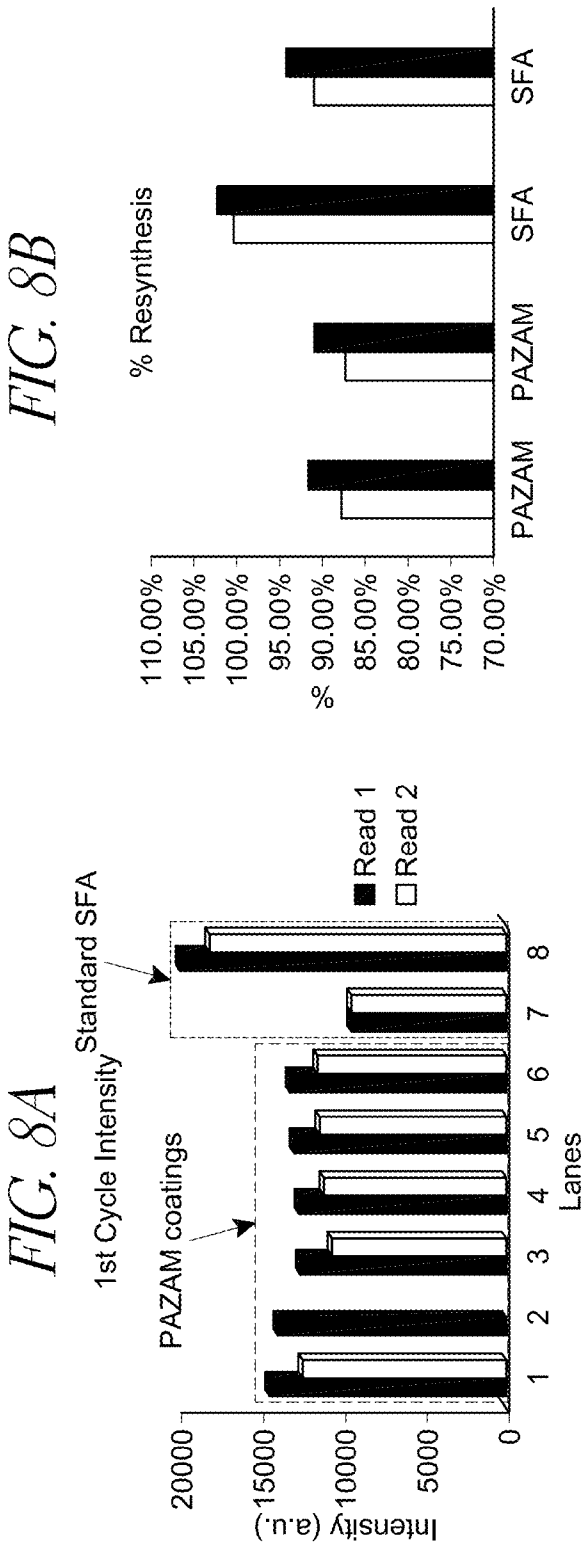 FIG. 8A
1st Cycle Intensity
Standard SFA
PAZAM coatings
Intensity (a.u.)
20000
15000
10000
5000
0
1 2 3 4 5 6 7 8
Lanes
Read 1
Read 2
FIG. 8B
% Resynthesis
%
110.00%
105.00%
100.00%
95.00%
90.00%
85.00%
80.00%
75.00%
70.00%
PAZAM PAZAM SFA SFA